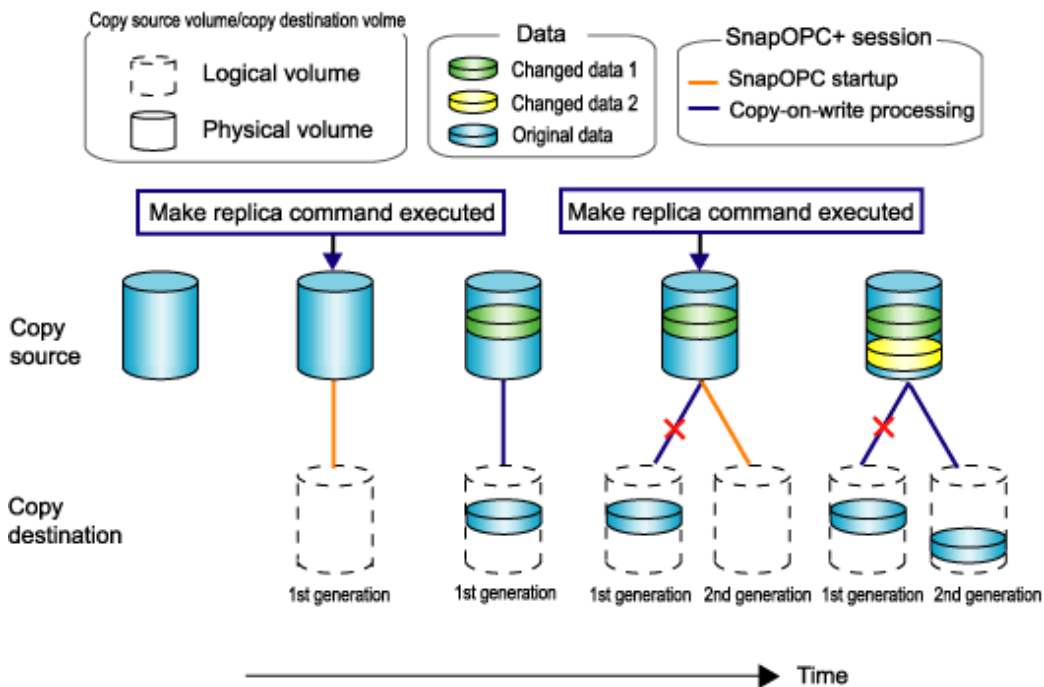 Copy source volume/copy destination volme
Logical volume
Physical volume
Data
Changed data 1
Changed data 2
Original data
SnapOPC+ session
SnapOPC startup
Copy-on-write processing
Make replica command executed
Make replica command executed
Copy
source
Copy
destination
1st generation
1st generation
1st generation
2nd generation
1st generation
2nd generation
Time